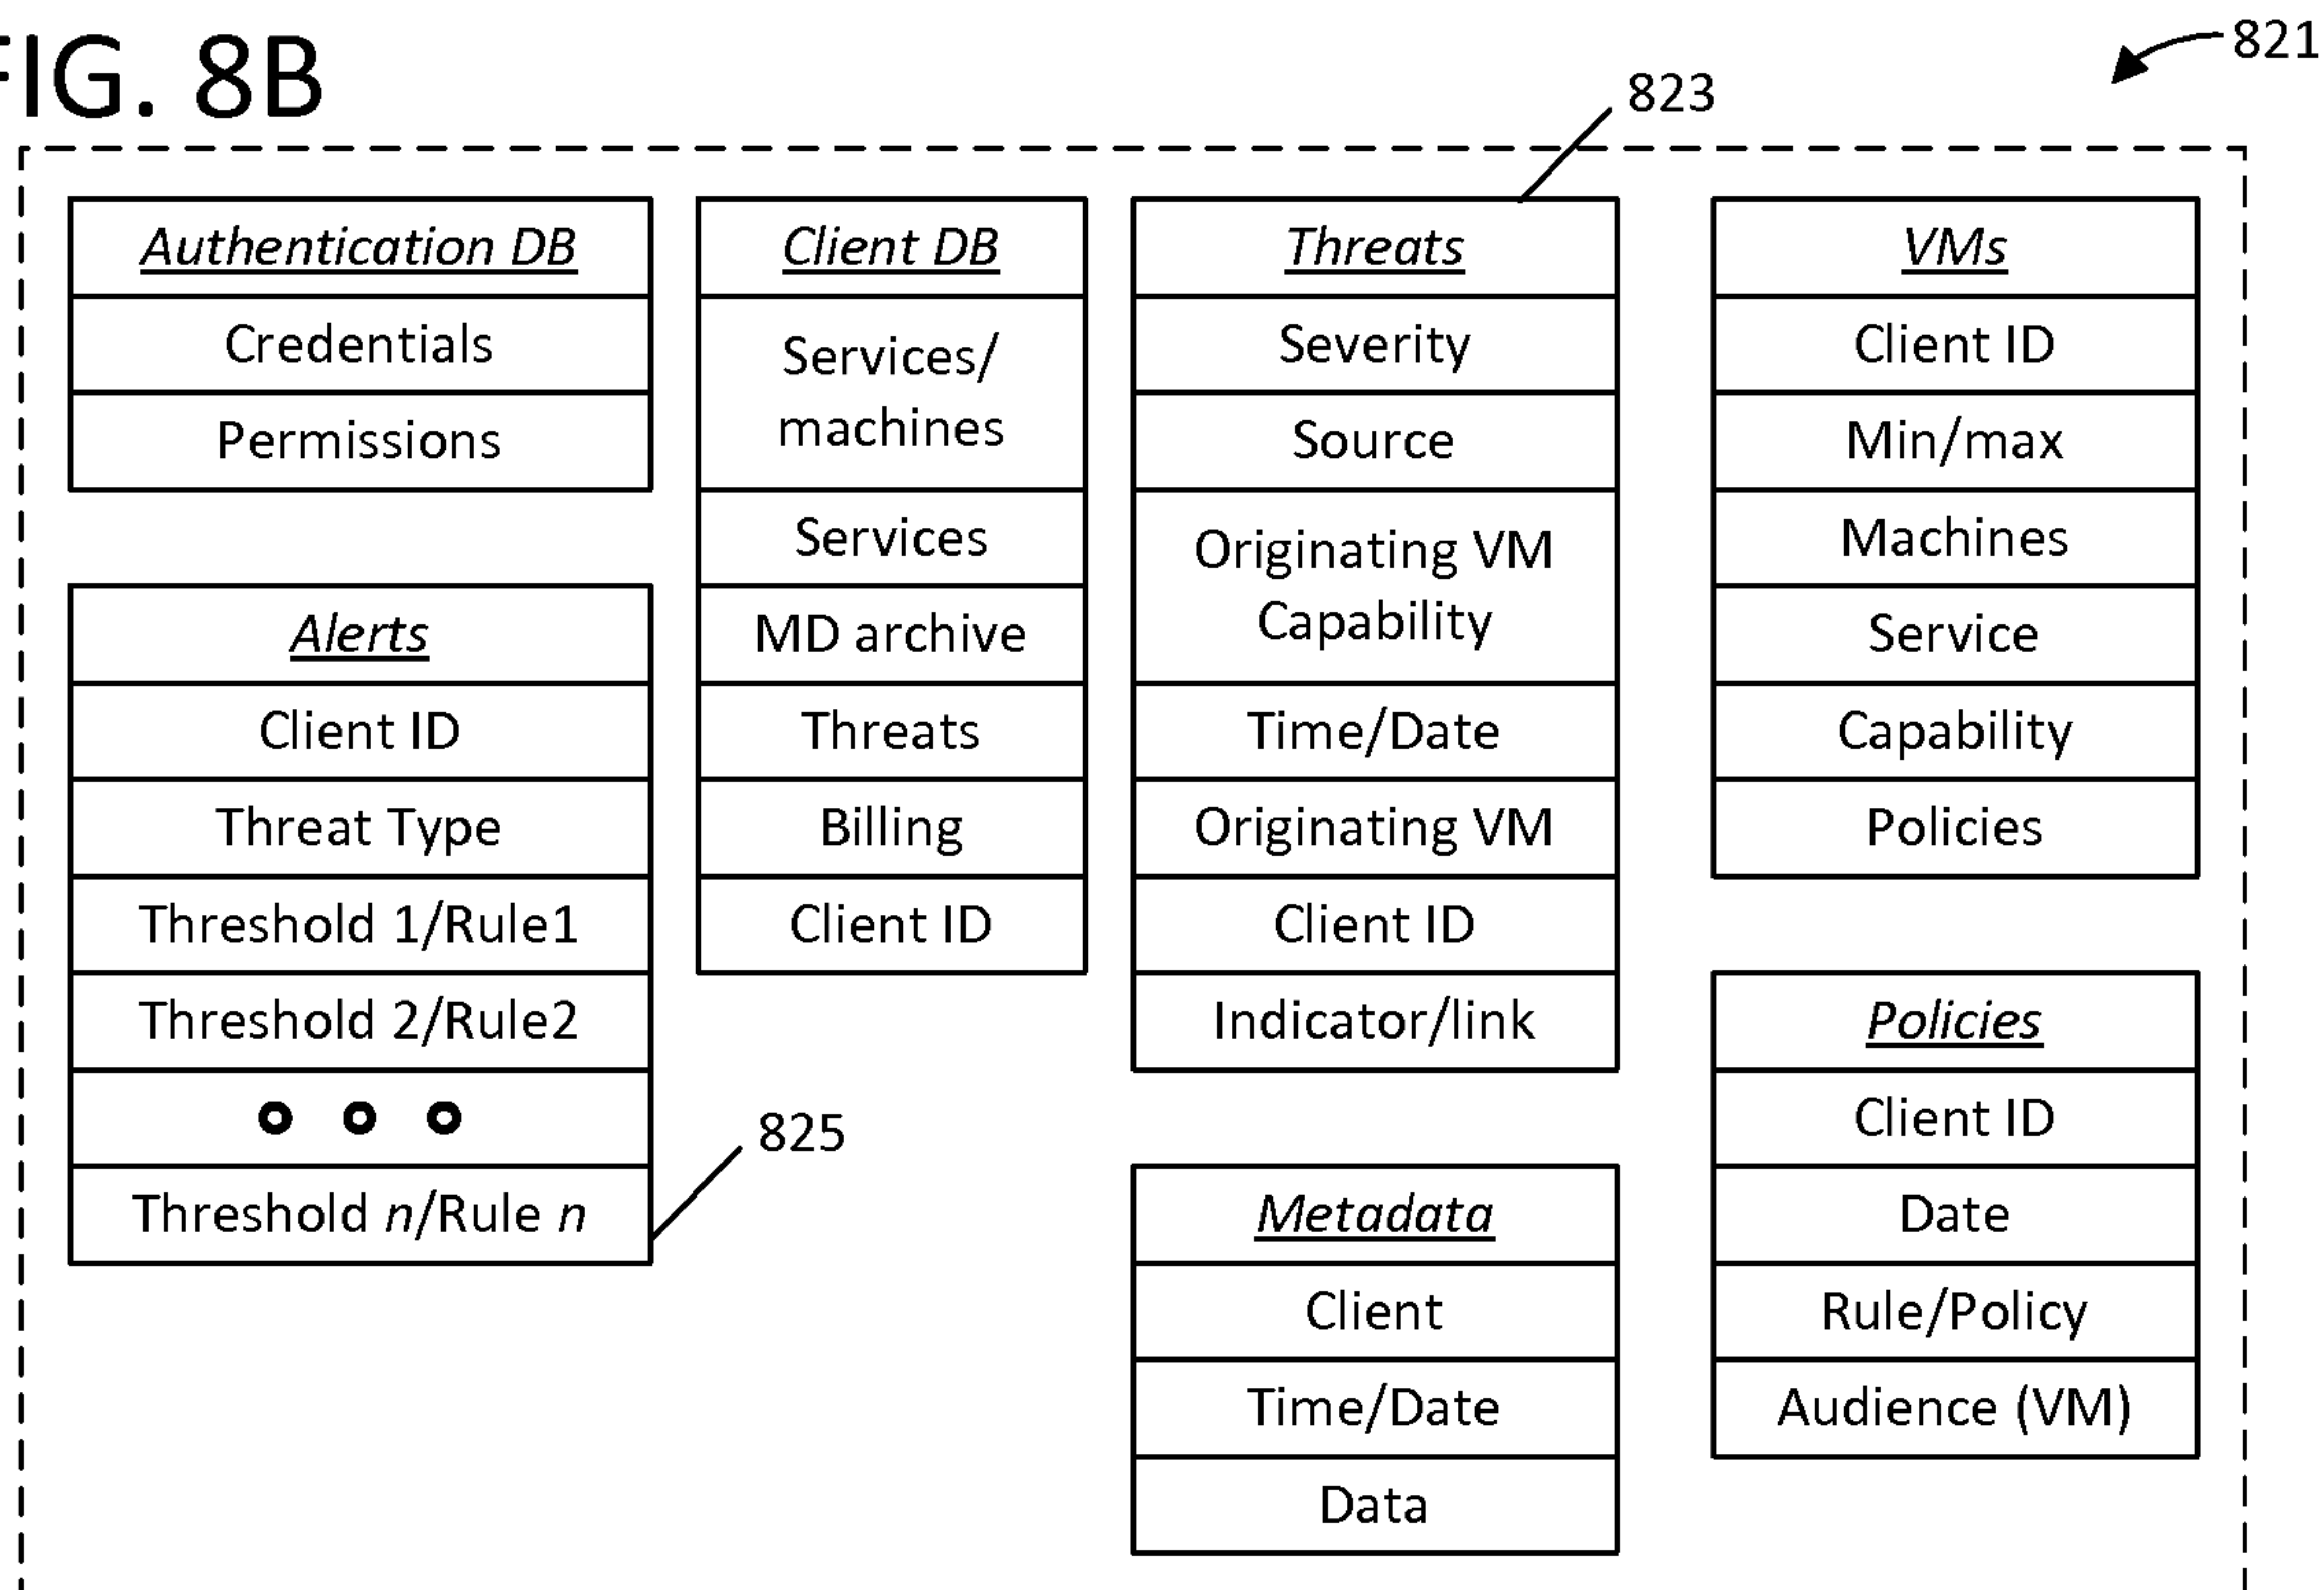 FIG. 8B
821
823
Authentication DB
Credentials
Permissions
Alerts
Client ID
Threat Type
Threshold 1/Rule1
Threshold 2/Rule2
Threshold n/Rule n
825
Client DB
Services/
machines
Services
MD archive
Threats
Billing
Client ID
Threats
Severity
Source
Originating VM
Capability
Time/Date
Originating VM
Client ID
Indicator/link
Metadata
Client
Time/Date
Data
VMs
Client ID
Min/max
Machines
Service
Capability
Policies
Policies
Client ID
Date
Rule/Policy
Audience (VM)